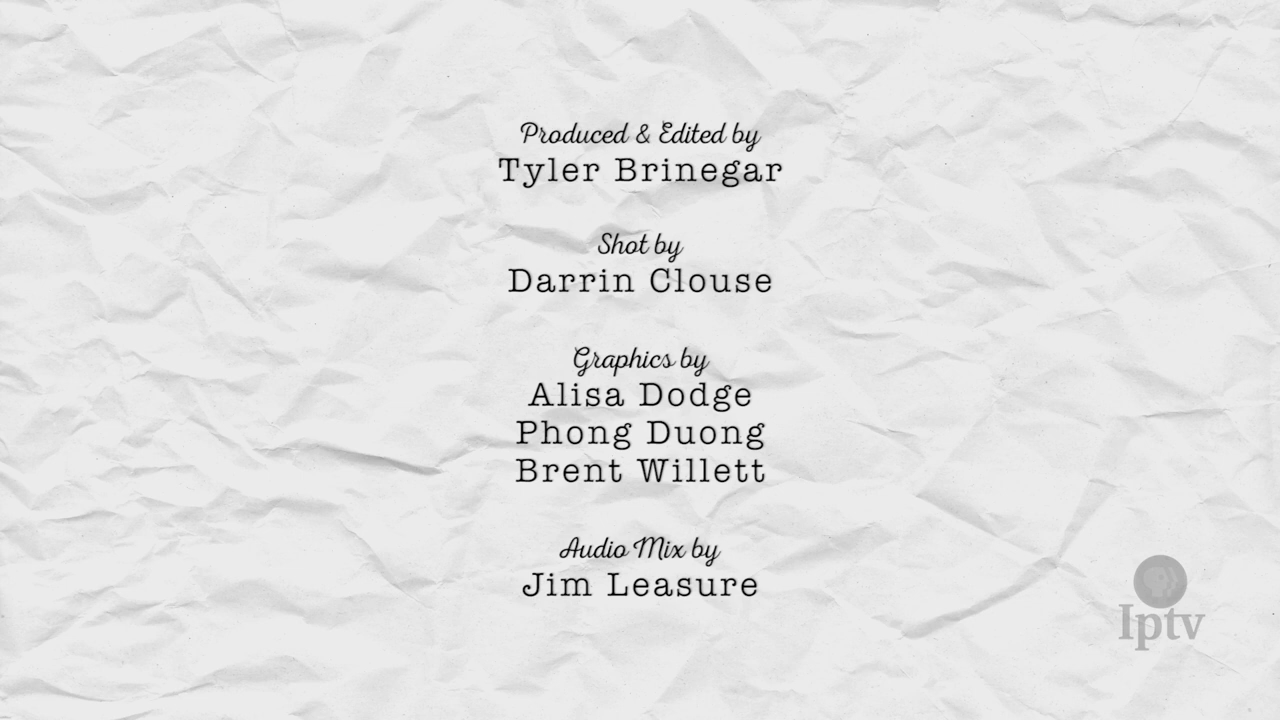 Produced & Edited by
Tyler Brinegar
Shot by
Darrin Clouse
Graphics by
Alisa Dodge
Phong Duong
Brent Willett
Audio Mix by
Jim Leasure
Iptv